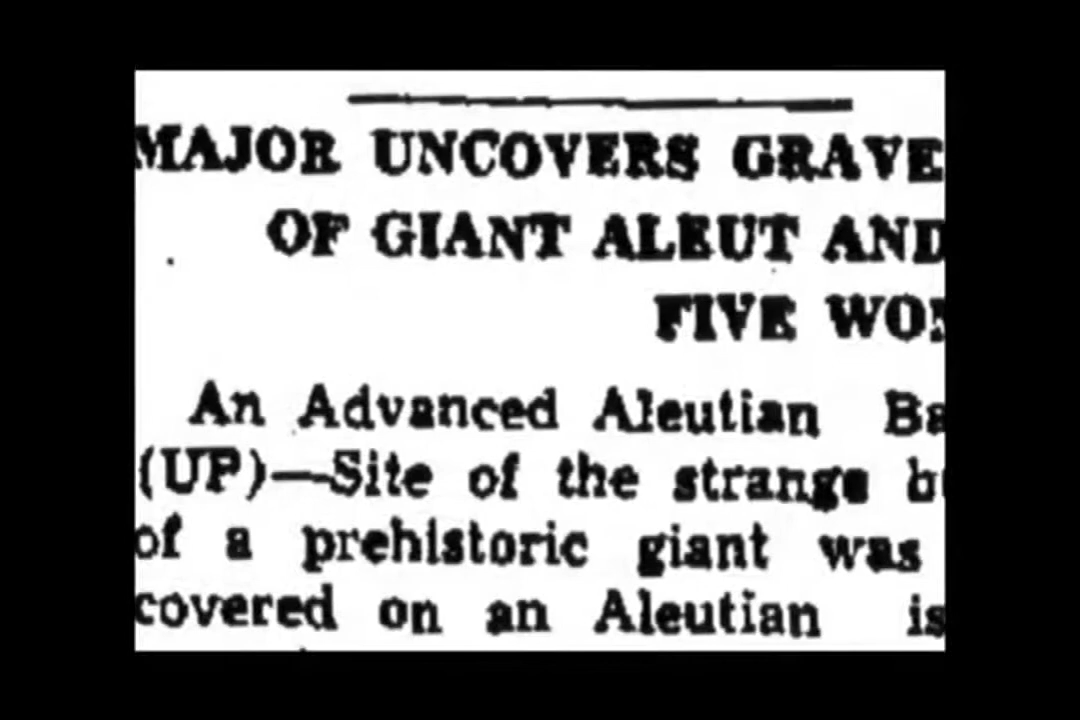 MAJOR UNCOVERS GRAVE
OF GIANT ALEUT AND
FIVE WO
An Advanced Aleutian Ba
(UP)—Site of the strange b
of a prehistoric giant was
covered on an Aleutian is